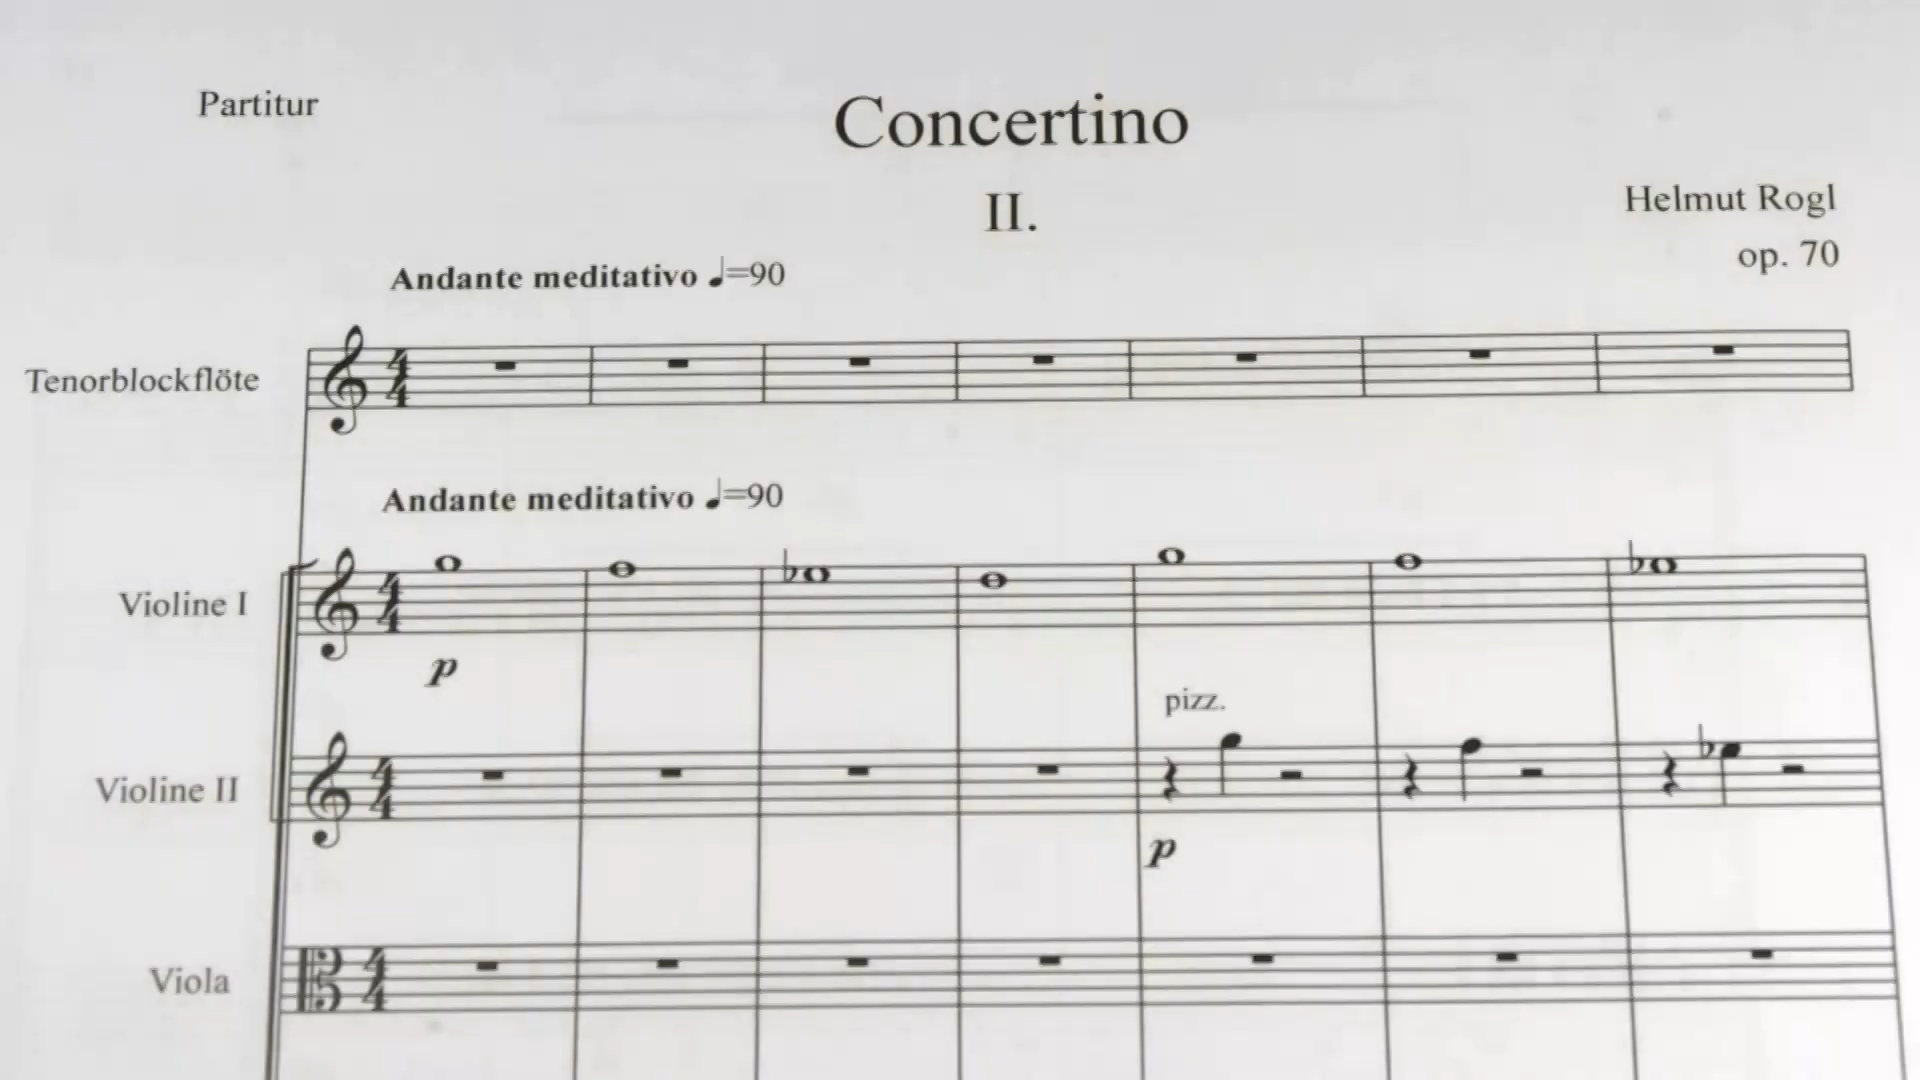 Partitur
Concertino
II.
Helmut Rogl
op. 70
Andante meditativo ♩=90
Tenorblockflöte
Andante meditativo ♩=90
Violine I
p
pizz.
Violine II
p
Viola